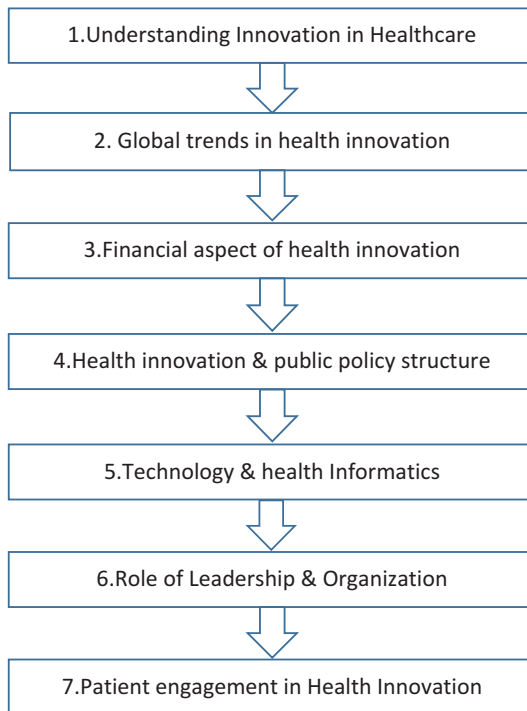 1.Understanding Innovation in Healthcare
2. Global trends in health innovation
3.Financial aspect of health innovation
4.Health innovation & public policy structure
5.Technology & health Informatics
6.Role of Leadership & Organization
7.Patient engagement in Health Innovation